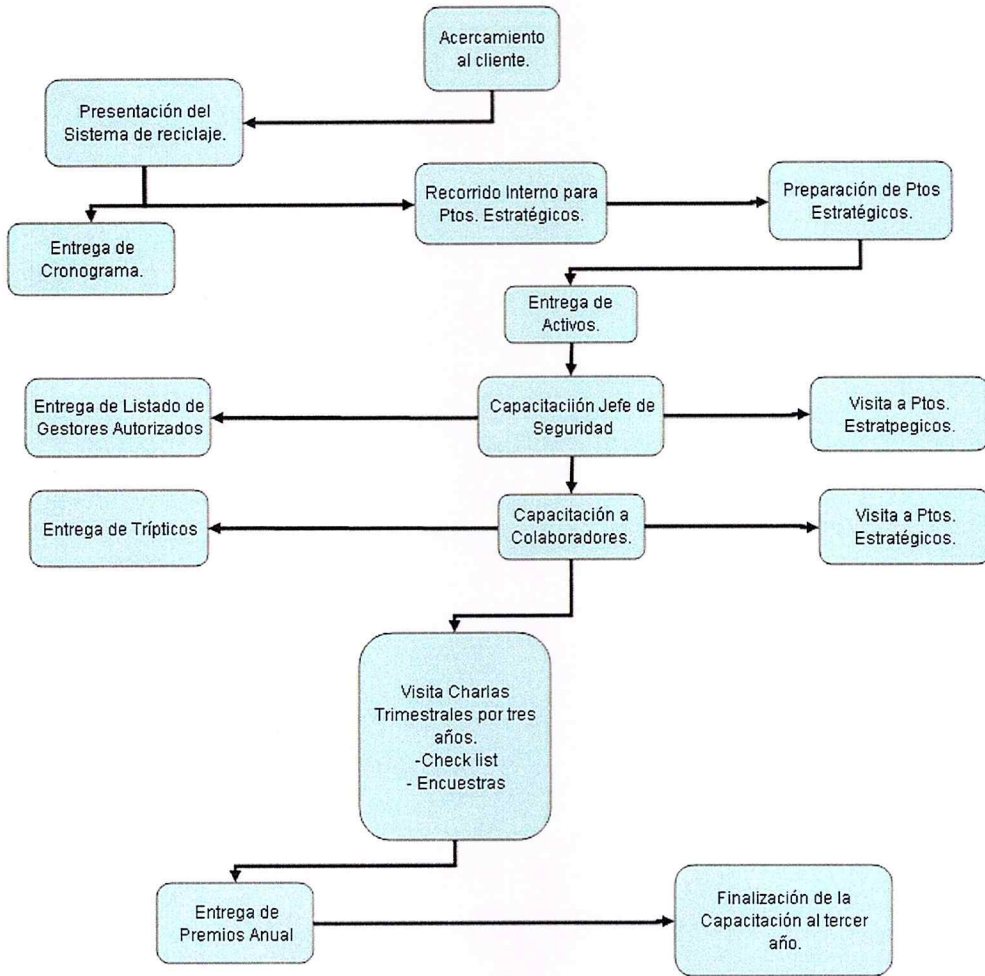 Acercamiento
al cliente.
Presentación del
Sistema de reciclaje.
Recorrido Interno para
Ptos. Estratégicos.
Preparación de Ptos
Estratégicos.
Entrega de
Cronograma.
Entrega de
Activos.
Entrega de Listado de
Gestores Autorizados
Capacitaciión Jefe de
Seguridad
Visita a Ptos.
Estratpegicos.
Entrega de Trípticos
Capacitación a
Colaboradores.
Visita a Ptos.
Estratégicos.
Visita Charlas
Trimestrales por tres
años.
-Check list
- Encuestras
Entrega de
Premios Anual
Finalización de la
Capacitación al tercer
año.